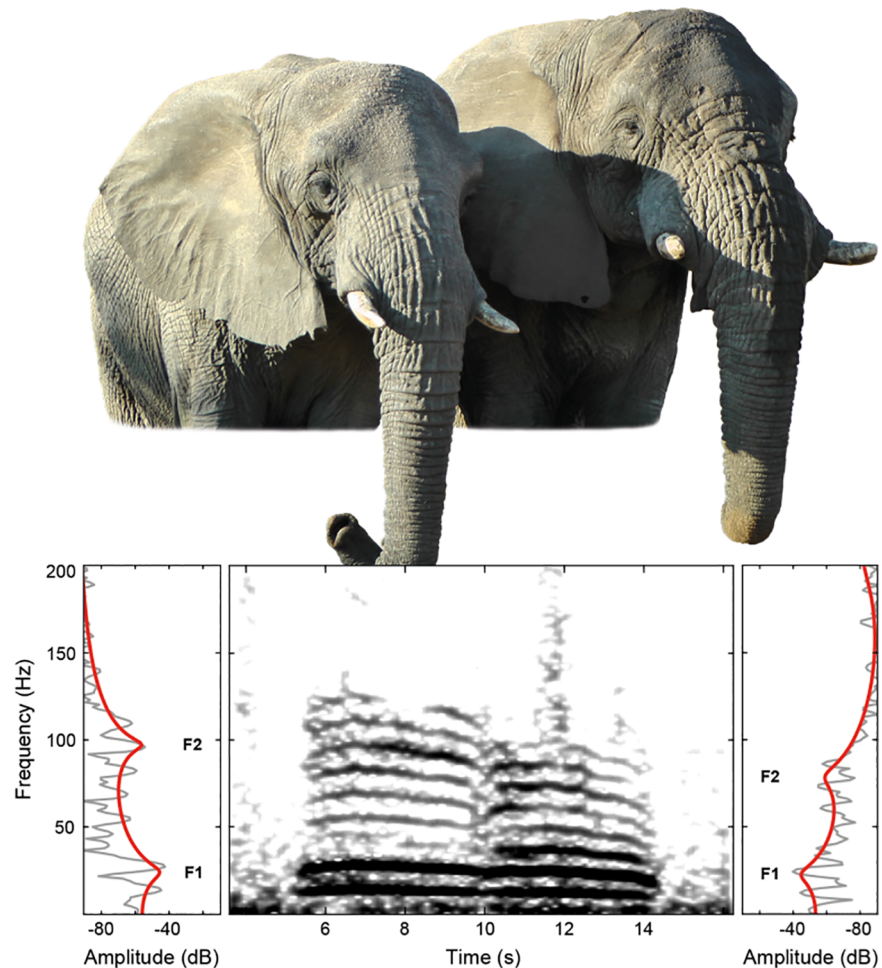 200
150
100
50
Frequency (Hz)
F2
F1
F2
F1
-80 -40
6 8 10 12 14
-40 -80
Amplitude (dB) Time (s) Amplitude (dB)